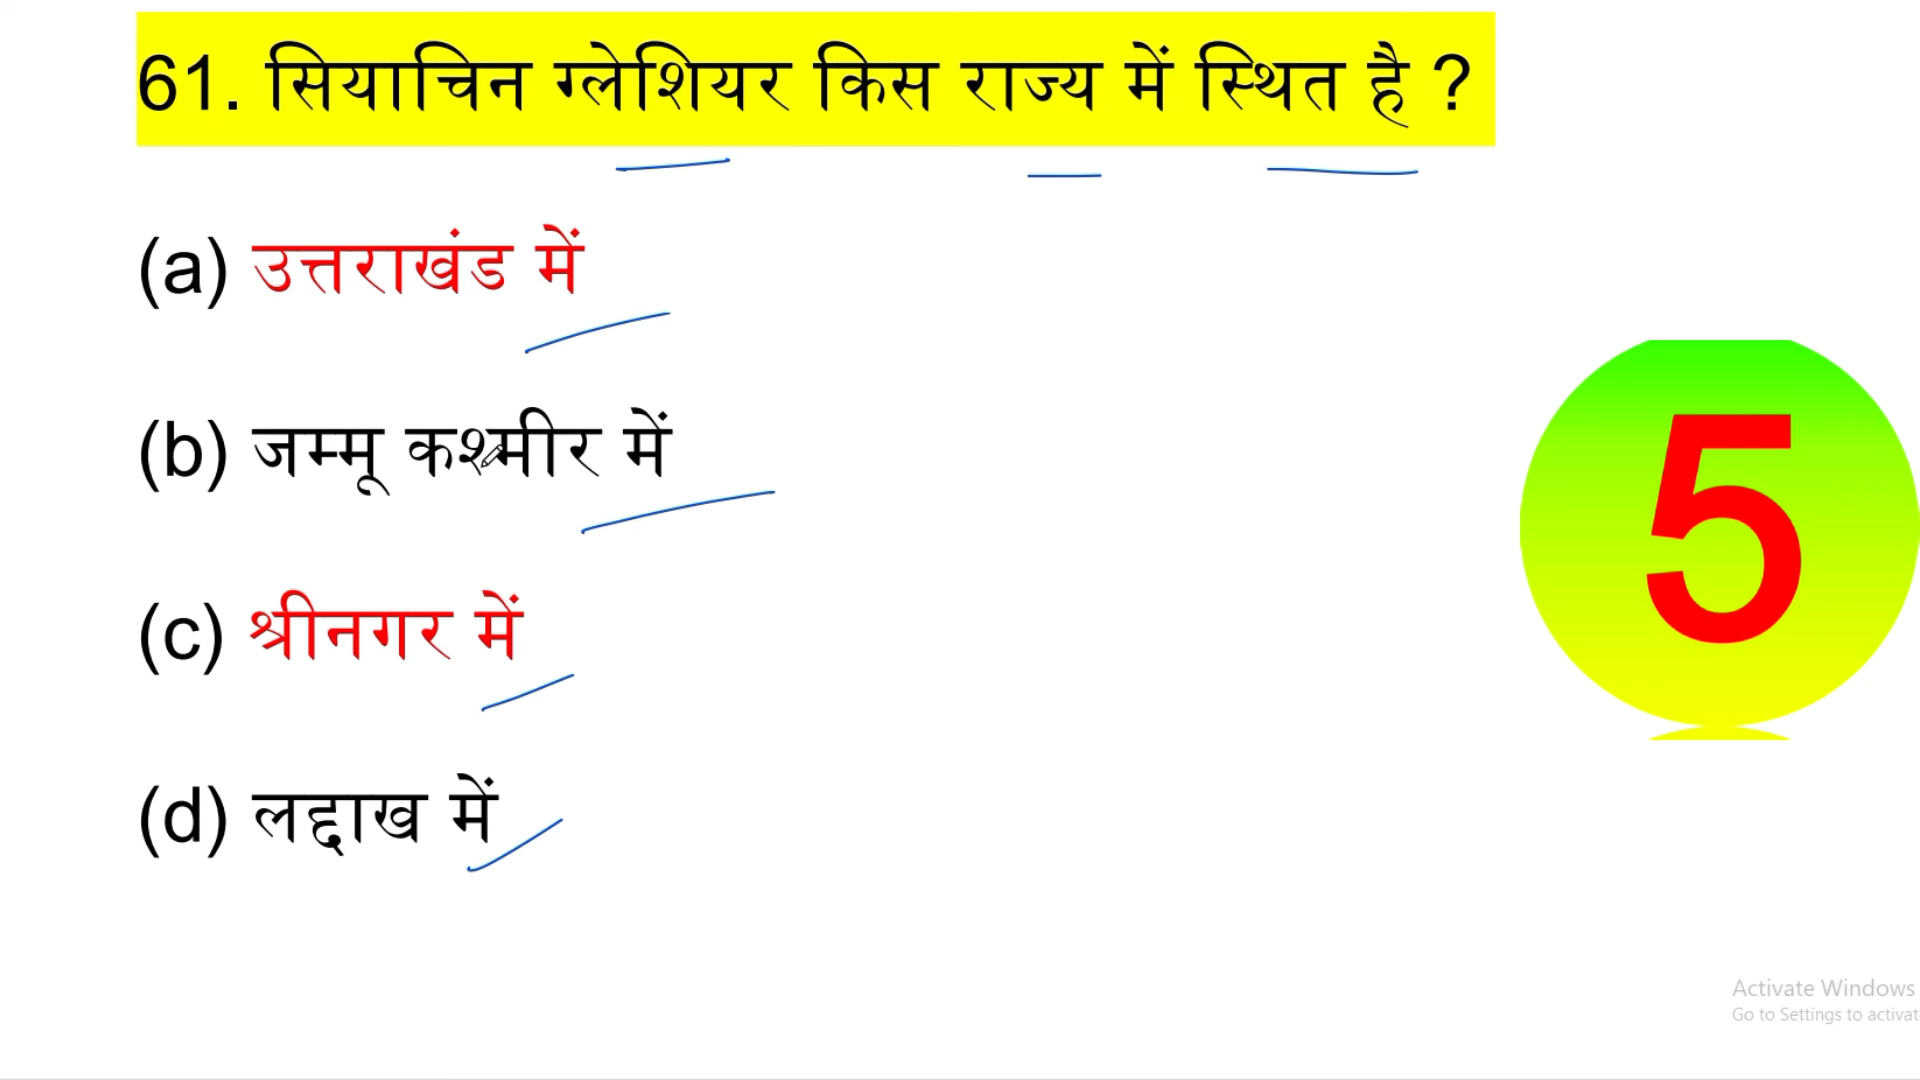 61. सियाचिन ग्लेशियर किस राज्य में स्थित है ?
(a) उत्तराखंड में
(b) जम्मू कश्मीर में
(c) श्रीनगर में
(d) लद्दाख में
5
Activate Windows
Go to Settings to activat